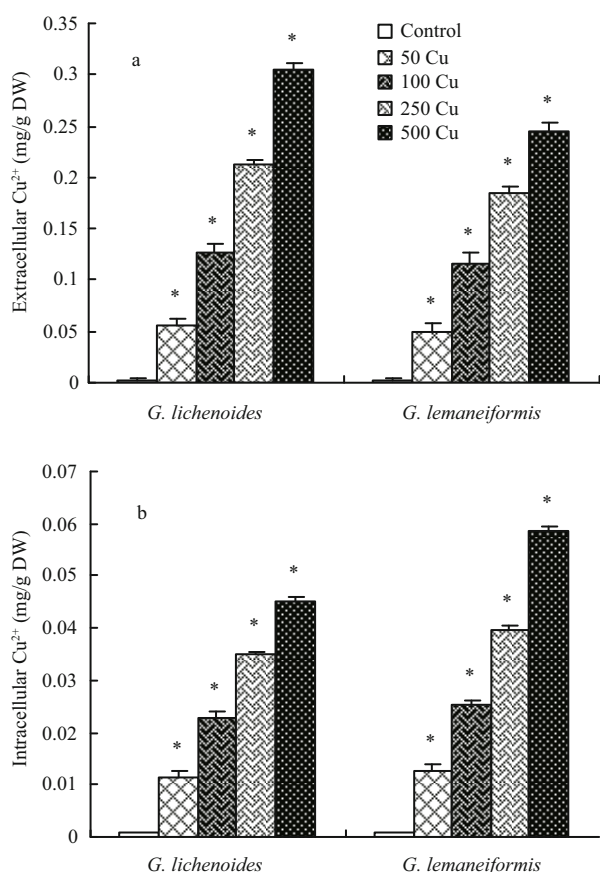 0.35
0.3
0.25
0.2
0.15
0.1
0.05
0
Extracellular Cu²⁺ (mg/g DW)
a
Control
50 Cu
100 Cu
250 Cu
500 Cu
* * * *
* * * *
G. lichenoides
G. lemaneiformis
0.07
0.06
0.05
0.04
0.03
0.02
0.01
0
Intracellular Cu²⁺ (mg/g DW)
b
* * * *
* * * *
G. lichenoides
G. lemaneiformis